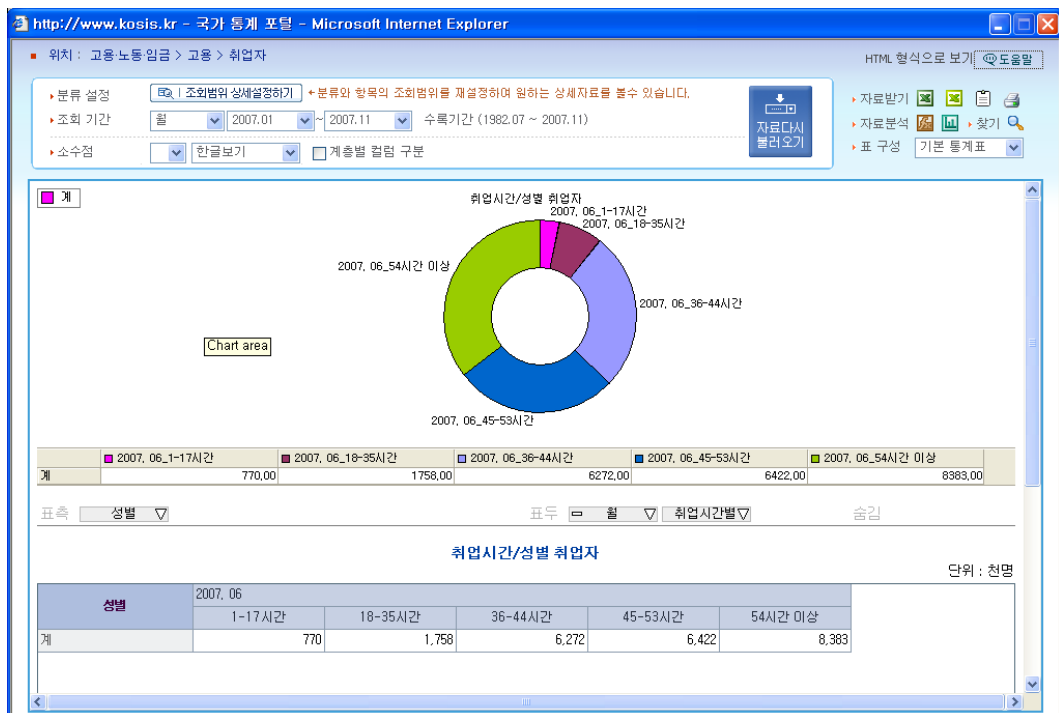 http://www.kosis.kr - 국가 통계 포털 - Microsoft Internet Explorer
위치 : 고용·노동·임금 > 고용 > 취업자
HTML 형식으로 보기 도움말
분류 설정 조회범위 상세설정하기 분류와 항목의 조회범위를 재설정하여 원하는 상세자료를 볼수 있습니다.
조회 기간 월 2007.01 ~ 2007.11 수록기간 (1982.07 ~ 2007.11)
소수점 한글보기 계층별 컬럼 구분
자료다시
불러오기
자료받기
자료분석 찾기
표 구성 기본 통계표
계
취업시간/성별 취업자
2007, 06_1-17시간
2007, 06_18-35시간
2007, 06_54시간 이상
2007, 06_36-44시간
Chart area
2007, 06_45-53시간
2007, 06_1-17시간 2007, 06_18-35시간 2007, 06_36-44시간 2007, 06_45-53시간 2007, 06_54시간 이상
계 770,00 1758,00 6272,00 6422,00 8383,00
표측 성별 ▽ 표두 월 ▽ 취업시간별▽ 숨김
취업시간/성별 취업자
단위 : 천명
성별 2007, 06
1-17시간 18-35시간 36-44시간 45-53시간 54시간 이상
계 770 1,758 6,272 6,422 8,383